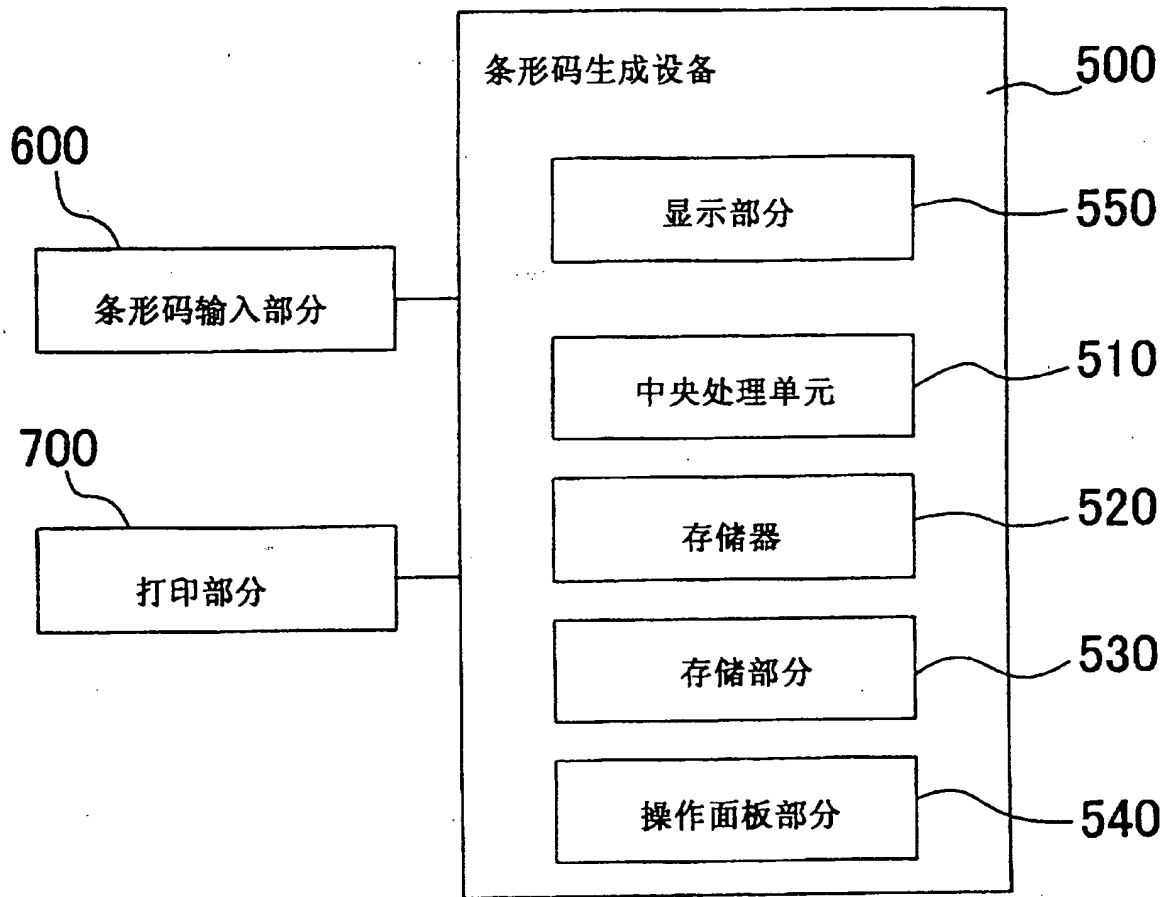 条形码生成设备
500
600
显示部分
550
条形码输入部分
中央处理单元
510
700
存储器
520
打印部分
存储部分
530
操作面板部分
540